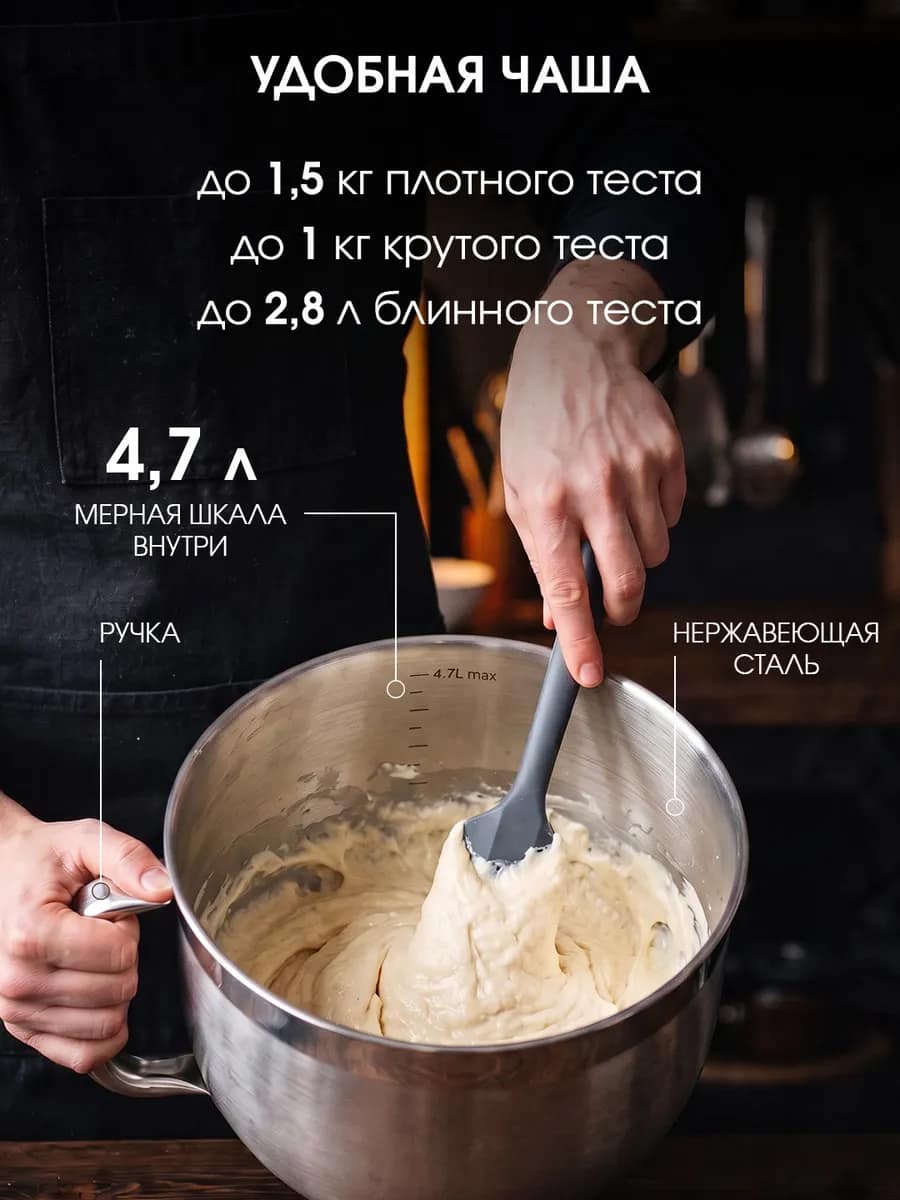 УДОБНАЯ ЧАША
до 1,5 кг плотного теста
до 1 кг крутого теста
до 2,8 л блинного теста
4,7 л
МЕРНАЯ ШКАЛА
ВНУТРИ
РУЧКА
НЕРЖАВЕЮЩАЯ
СТАЛЬ
4.7L max